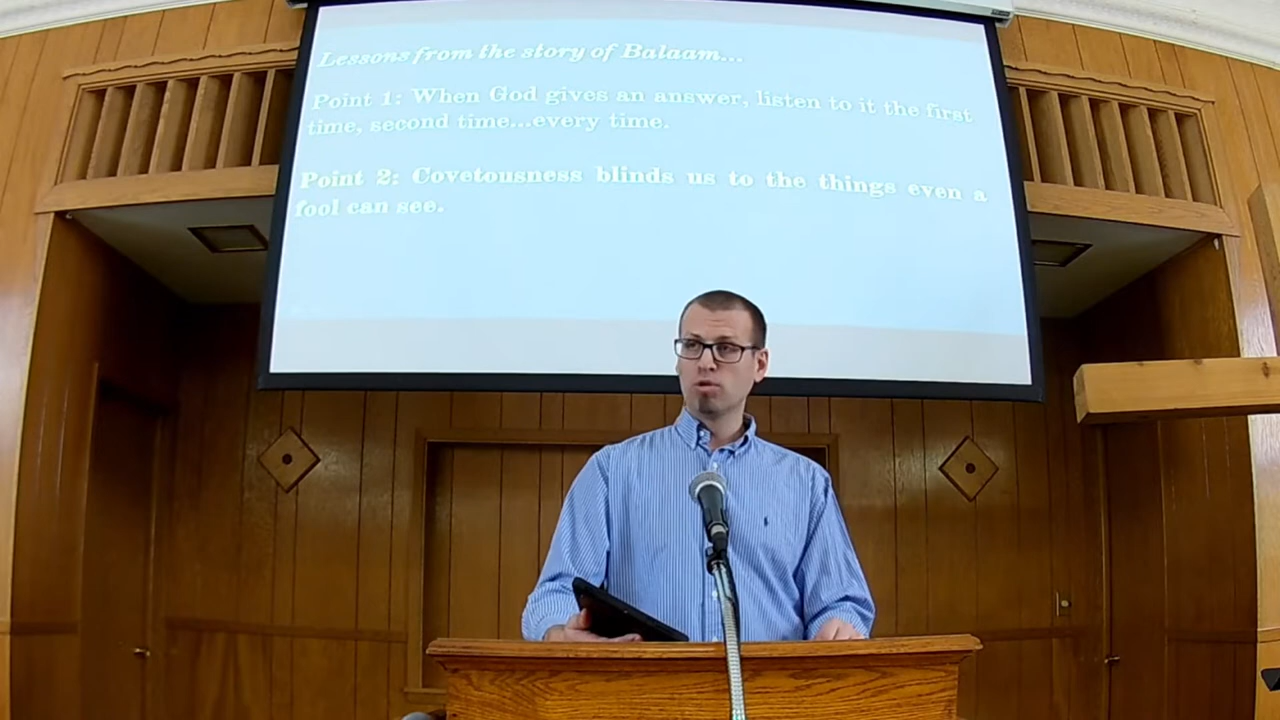 Lessons from the story of Balaam...
Point 1: When God gives an answer, listen to it the first
time, second time...every time.
Point 2: Covetousness blinds us to the things even a
fool can see.